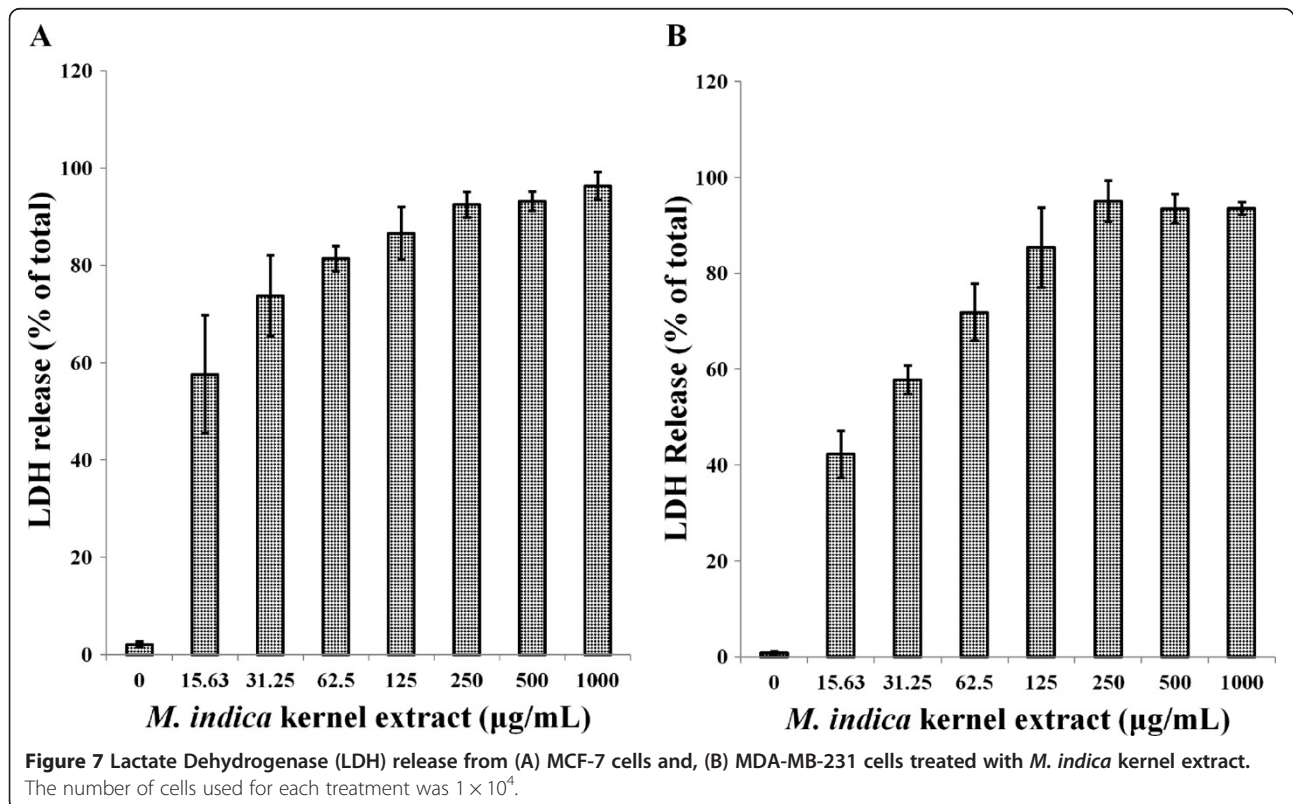 A
120
100
80
60
40
20
0
LDH release (% of total)
0 15.63 31.25 62.5 125 250 500 1000
M. indica kernel extract (µg/mL)
B
120
100
80
60
40
20
0
LDH Release (% of total)
0 15.63 31.25 62.5 125 250 500 1000
M. indica kernel extract (µg/mL)
Figure 7 Lactate Dehydrogenase (LDH) release from (A) MCF-7 cells and, (B) MDA-MB-231 cells treated with M. indica kernel extract.
The number of cells used for each treatment was 1 × 10⁴.